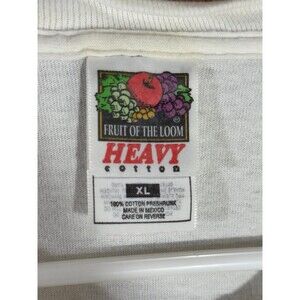 FRUIT OF THE LOOM
®
HEAVY
cotton
XL
100% COTTON PRESHRUNK
MADE IN MEXICO
CARE ON REVERSE